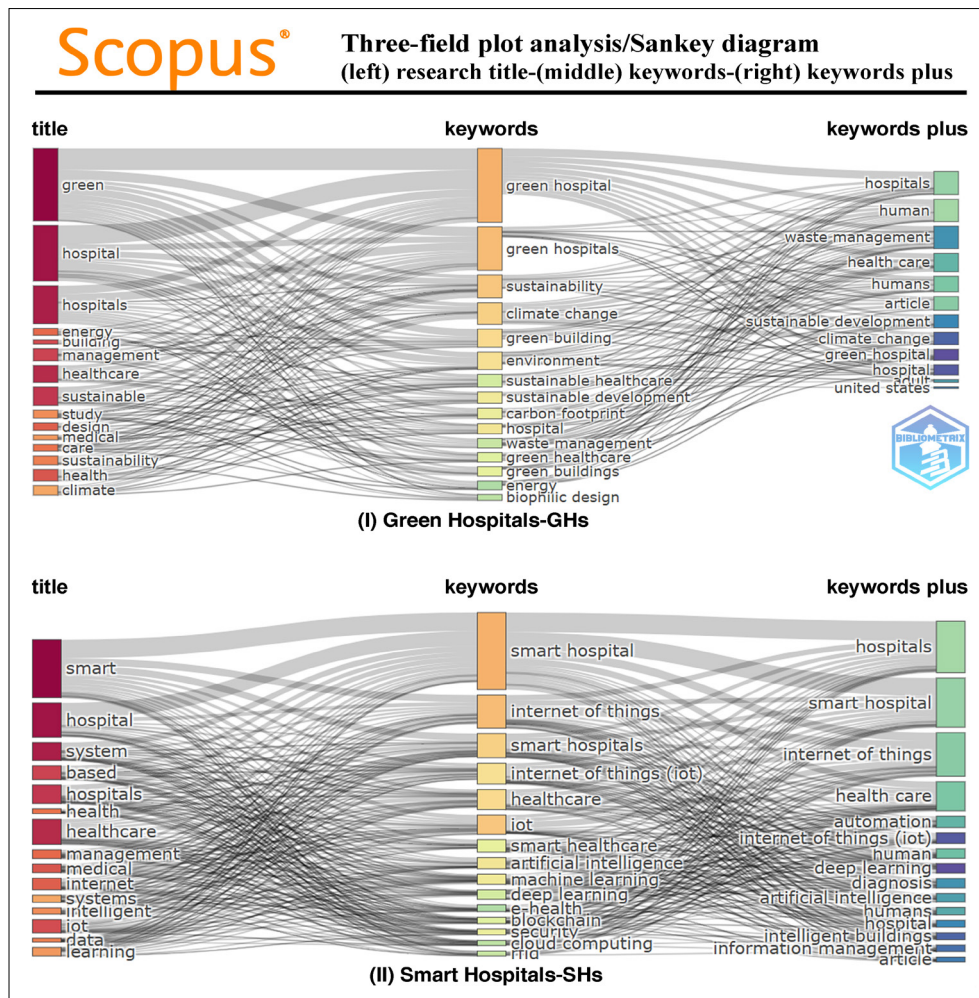 Scopus®
Three-field plot analysis/Sankey diagram
(left) research title-(middle) keywords-(right) keywords plus
title
keywords
keywords plus
green
hospital
hospitals
energy
building
management
healthcare
sustainable
study
design
medical
care
sustainability
health
climate
green hospital
green hospitals
sustainability
climate change
green building
environment
sustainable healthcare
sustainable development
carbon footprint
hospital
waste management
green healthcare
green buildings
energy
biophilic design
hospitals
human
waste management
health care
humans
article
sustainable development
climate change
green hospital
hospital
adult
united states
BIBLIOMETRIX
(I) Green Hospitals-GHs
title
keywords
keywords plus
smart
hospital
system
based
hospitals
health
healthcare
management
medical
internet
systems
intelligent
iot
data
learning
smart hospital
internet of things
smart hospitals
internet of things (iot)
healthcare
iot
smart healthcare
artificial intelligence
machine learning
deep learning
e-health
blockchain
security
cloud computing
rfid
hospitals
smart hospital
internet of things
health care
automation
internet of things (iot)
human
deep learning
diagnosis
artificial intelligence
humans
hospital
intelligent buildings
information management
article
(II) Smart Hospitals-SHs